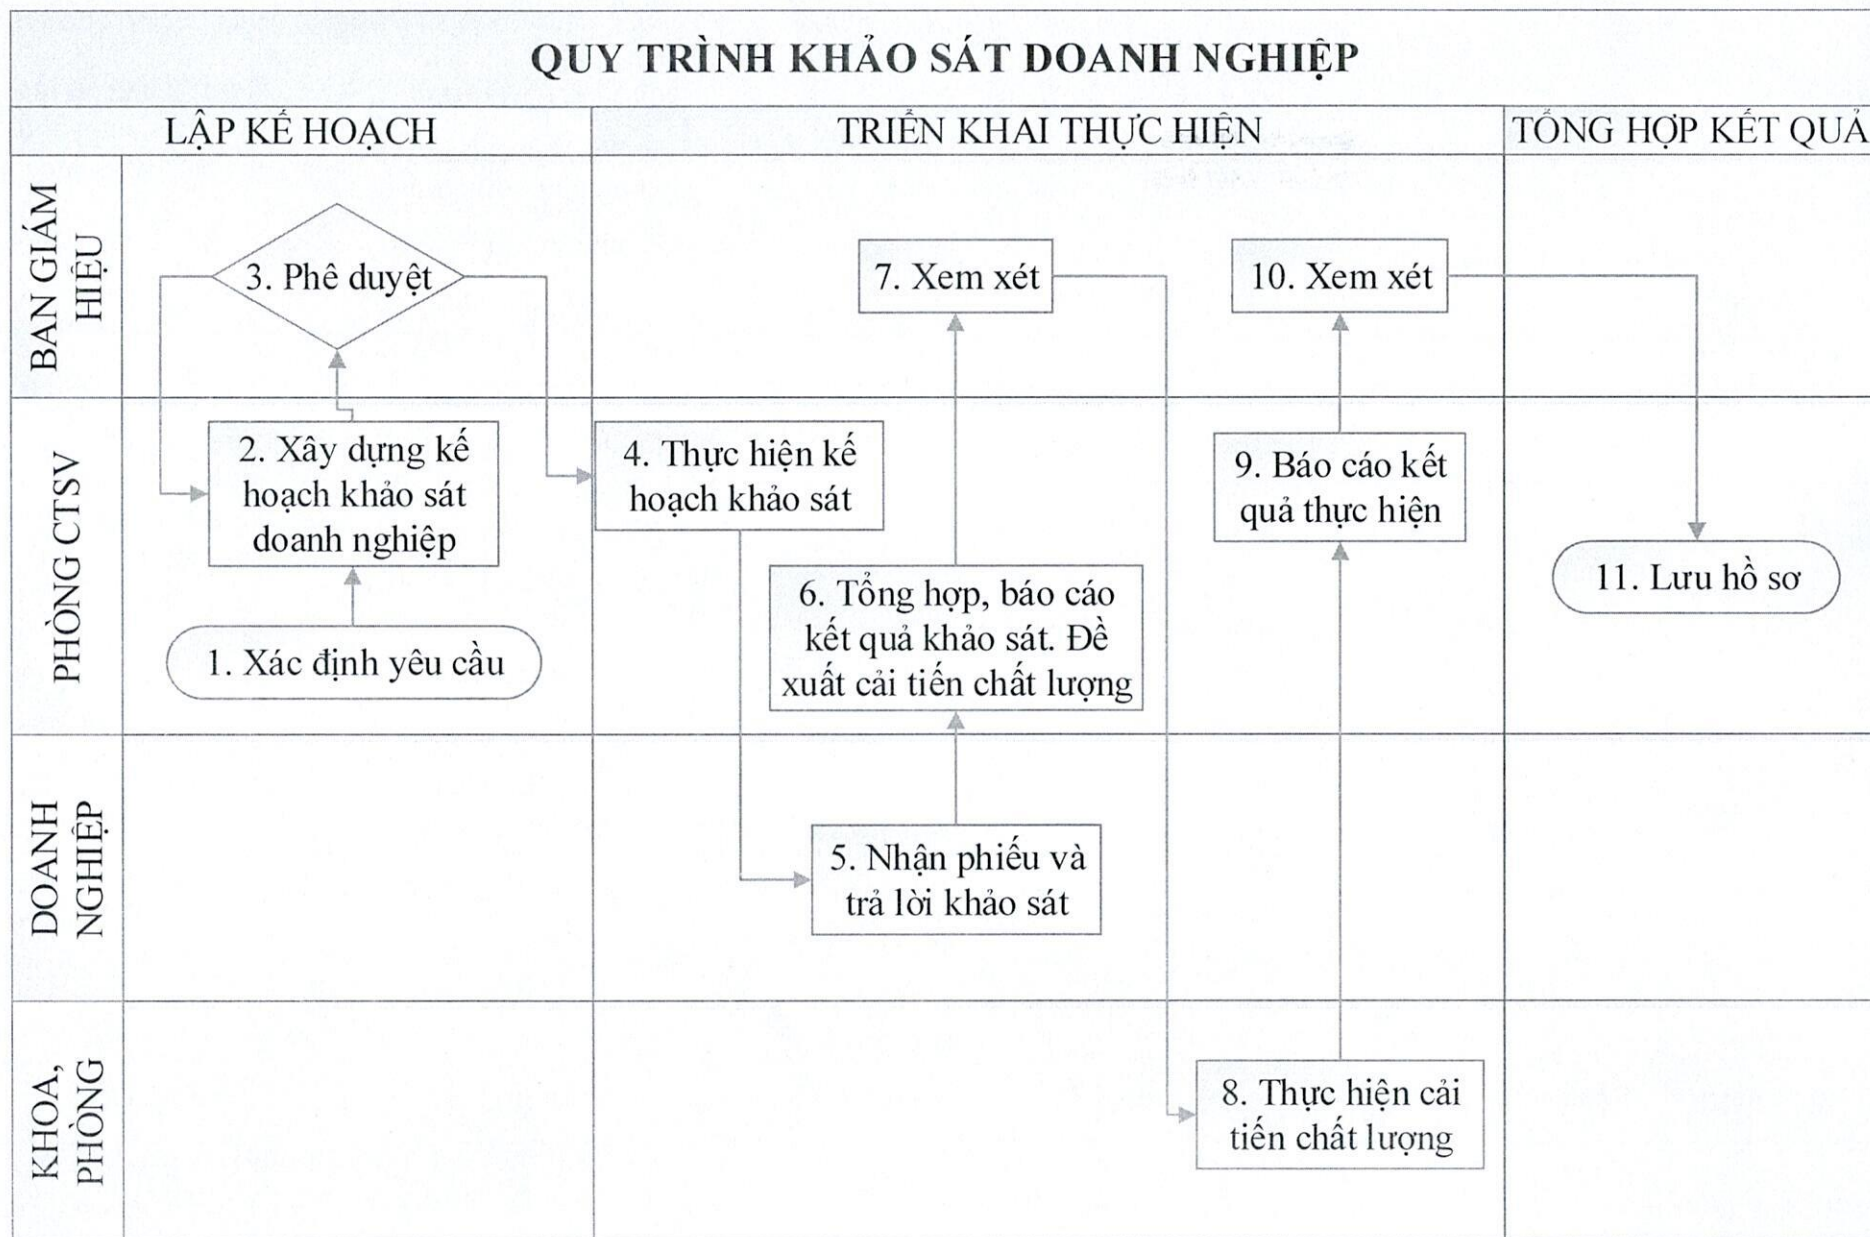 QUY TRÌNH KHẢO SÁT DOANH NGHIỆP
LẬP KẾ HOẠCH
TRIỂN KHAI THỰC HIỆN
TỔNG HỢP KẾT QUẢ
BAN GIÁM
HIỆU
3. Phê duyệt
7. Xem xét
10. Xem xét
PHÒNG CTSV
2. Xây dựng kế
hoạch khảo sát
doanh nghiệp
1. Xác định yêu cầu
4. Thực hiện kế
hoạch khảo sát
6. Tổng hợp, báo cáo
kết quả khảo sát. Đề
xuất cải tiến chất lượng
9. Báo cáo kết
quả thực hiện
11. Lưu hồ sơ
DOANH
NGHIỆP
5. Nhận phiếu và
trả lời khảo sát
KHOA,
PHÒNG
8. Thực hiện cải
tiến chất lượng